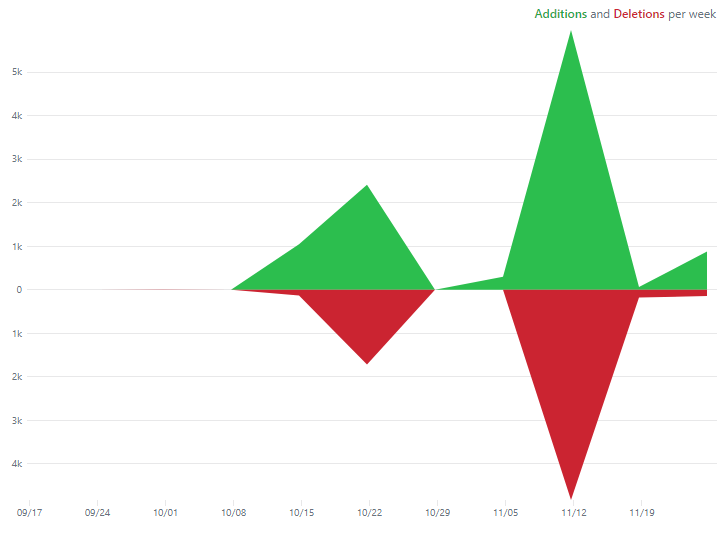 Additions and Deletions per week
5k
4k
3k
2k
1k
0
1k
2k
3k
4k
09/17 09/24 10/01 10/08 10/15 10/22 10/29 11/05 11/12 11/19